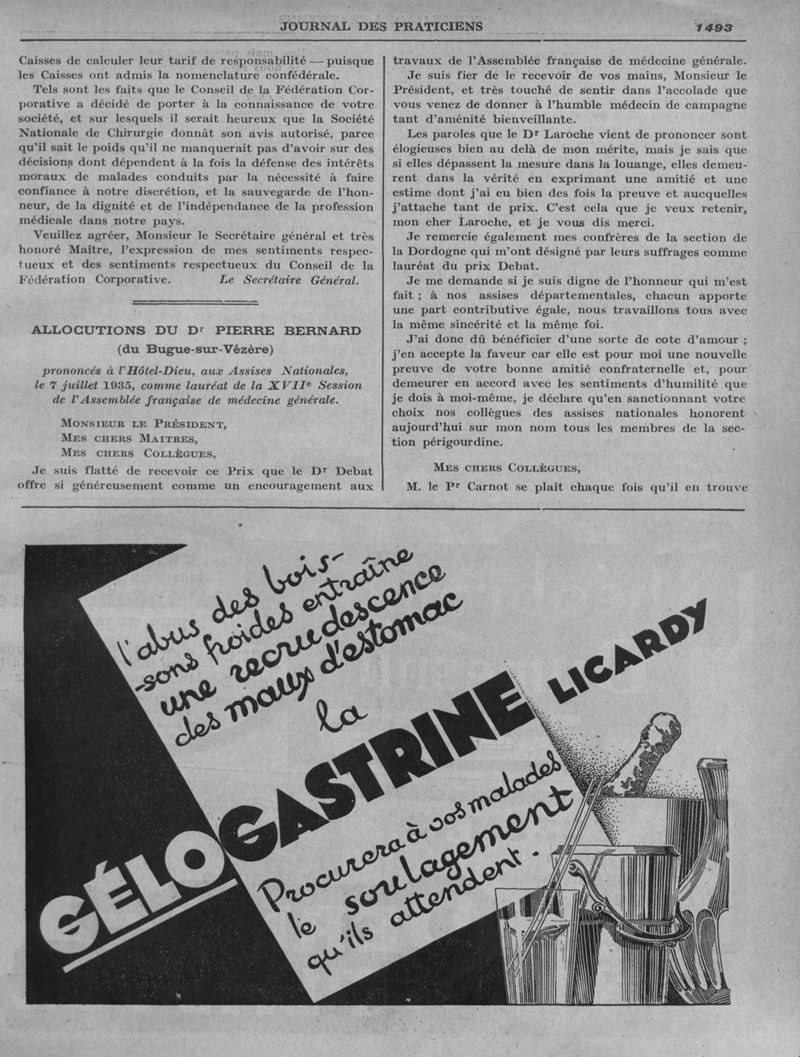 JOURNAL DES PRATICIENS
1493
Caisses de calculer leur tarif de responsabilité — puisque
les Caisses ont admis la nomenclature confédérale.
Tels sont les faits que le Conseil de la Fédération Cor-
porative a décidé de porter à la connaissance de votre
société, et sur lesquels il serait heureux que la Société
Nationale de Chirurgie donnât son avis autorisé, parce
qu'il sait le poids qu'il ne manquerait pas d'avoir sur des
décisions dont dépendent à la fois la défense des intérêts
moraux de malades conduits par la nécessité à faire
confiance à notre discrétion, et la sauvegarde de l'hon-
neur, de la dignité et de l'indépendance de la profession
médicale dans notre pays.
Veuillez agréer, Monsieur le Secrétaire général et très
honoré Maître, l'expression de mes sentiments respec-
tueux et des sentiments respectueux du Conseil de la
Fédération Corporative. Le Secrétaire Général.
ALLOCUTIONS DU Dr PIERRE BERNARD
(du Bugue-sur-Vézère)
prononcés à l'Hôtel-Dieu, aux Assises Nationales,
le 7 juillet 1935, comme lauréat de la XVIIe Session
de l'Assemblée française de médecine générale.
MONSIEUR LE PRÉSIDENT,
MES CHERS MAITRES,
MES CHERS COLLÈGUES,
Je suis flatté de recevoir ce Prix que le Dr Debat
offre si généreusement comme un encouragement aux
travaux de l'Assemblée française de médecine générale.
Je suis fier de le recevoir de vos mains, Monsieur le
Président, et très touché de sentir dans l'accolade que
vous venez de donner à l'humble médecin de campagne
tant d'aménité bienveillante.
Les paroles que le Dr Laroche vient de prononcer sont
élogieuses bien au delà de mon mérite, mais je sais que
si elles dépassent la mesure dans la louange, elles demeu-
rent dans la vérité en exprimant une amitié et une
estime dont j'ai eu bien des fois la preuve et aucquelles
j'attache tant de prix. C'est cela que je veux retenir,
mon cher Laroche, et je vous dis merci.
Je remercie également mes confrères de la section de
la Dordogne qui m'ont désigné par leurs suffrages comme
lauréat du prix Debat.
Je me demande si je suis digne de l'honneur qui m'est
fait ; à nos assises départementales, chacun apporte
une part contributive égale, nous travaillons tous avec
la même sincérité et la même foi.
J'ai donc dû bénéficier d'une sorte de cote d'amour ;
j'en accepte la faveur car elle est pour moi une nouvelle
preuve de votre bonne amitié confraternelle et, pour
demeurer en accord avec les sentiments d'humilité que
je dois à moi-même, je déclare qu'en sanctionnant votre
choix nos collègues des assises nationales honorent
aujourd'hui sur mon nom tous les membres de la sec-
tion périgourdine.
MES CHERS COLLÈGUES,
M. le Pr Carnot se plaît chaque fois qu'il en trouve
l'abus des bois-
-sons froides entraîne
une recrudescence
des maux d'estomac
la
GÉLOGASTRINE LICARDY
Procurera à vos malades
le soulagement
qu'ils attendent.